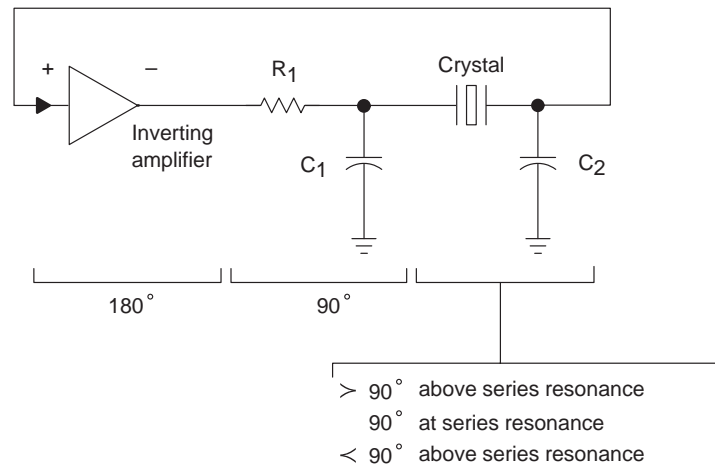 + −
R1
Crystal
Inverting
amplifier
C1
C2
180°
90°
≻ 90° above series resonance
90° at series resonance
≺ 90° above series resonance